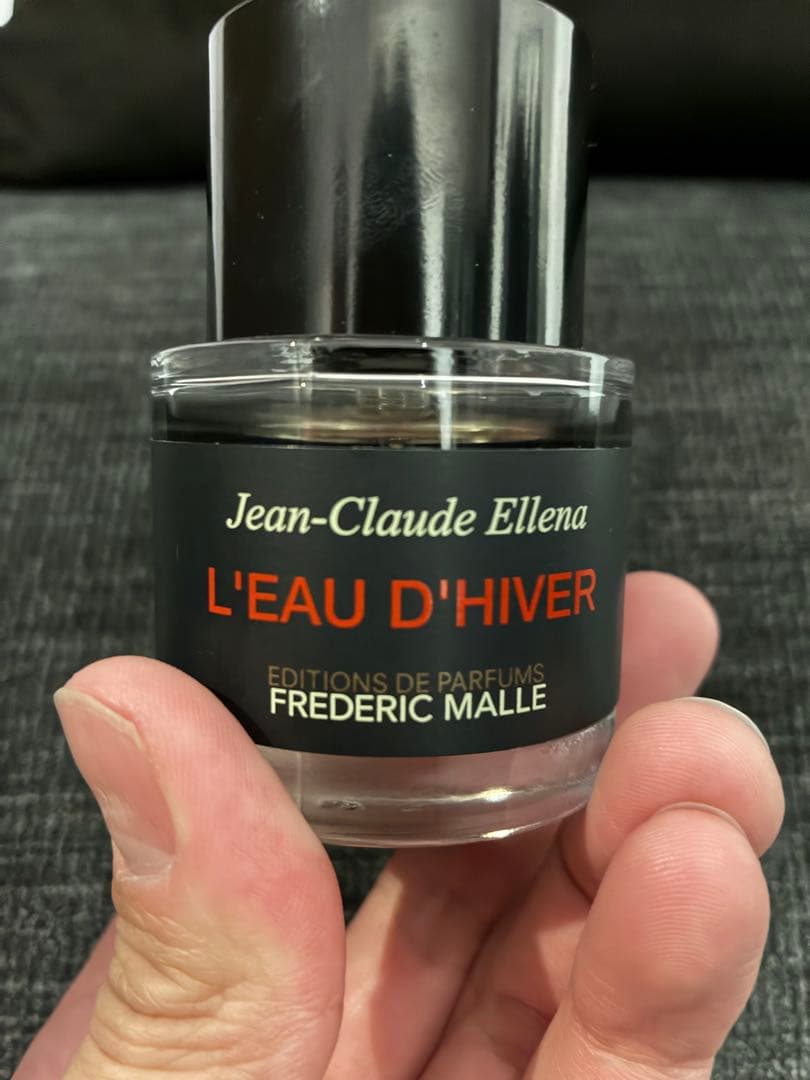 Jean-Claude Ellena
L'EAU D'HIVER
EDITIONS DE PARFUMS
FREDERIC MALLE